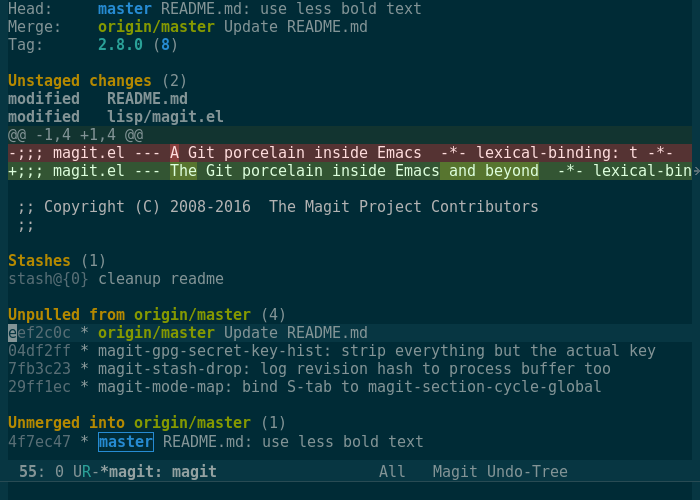 Head:     master README.md: use less bold text
Merge:    origin/master Update README.md
Tag:      2.8.0 (8)
Unstaged changes (2)
modified   README.md
modified   lisp/magit.el
@@ -1,4 +1,4 @@
-;;; magit.el --- A Git porcelain inside Emacs  -*- lexical-binding: t -*-
+;;; magit.el --- The Git porcelain inside Emacs and beyond  -*- lexical-bin
 ;; Copyright (C) 2008-2016  The Magit Project Contributors
 ;;
Stashes (1)
stash@{0} cleanup readme
Unpulled from origin/master (4)
eef2c0c * origin/master Update README.md
04df2ff * magit-gpg-secret-key-hist: strip everything but the actual key
7fb3c23 * magit-stash-drop: log revision hash to process buffer too
29ff1ec * magit-mode-map: bind S-tab to magit-section-cycle-global
Unmerged into origin/master (1)
4f7ec47 * master README.md: use less bold text
55: 0 UR-*magit: magit                  All   Magit Undo-Tree